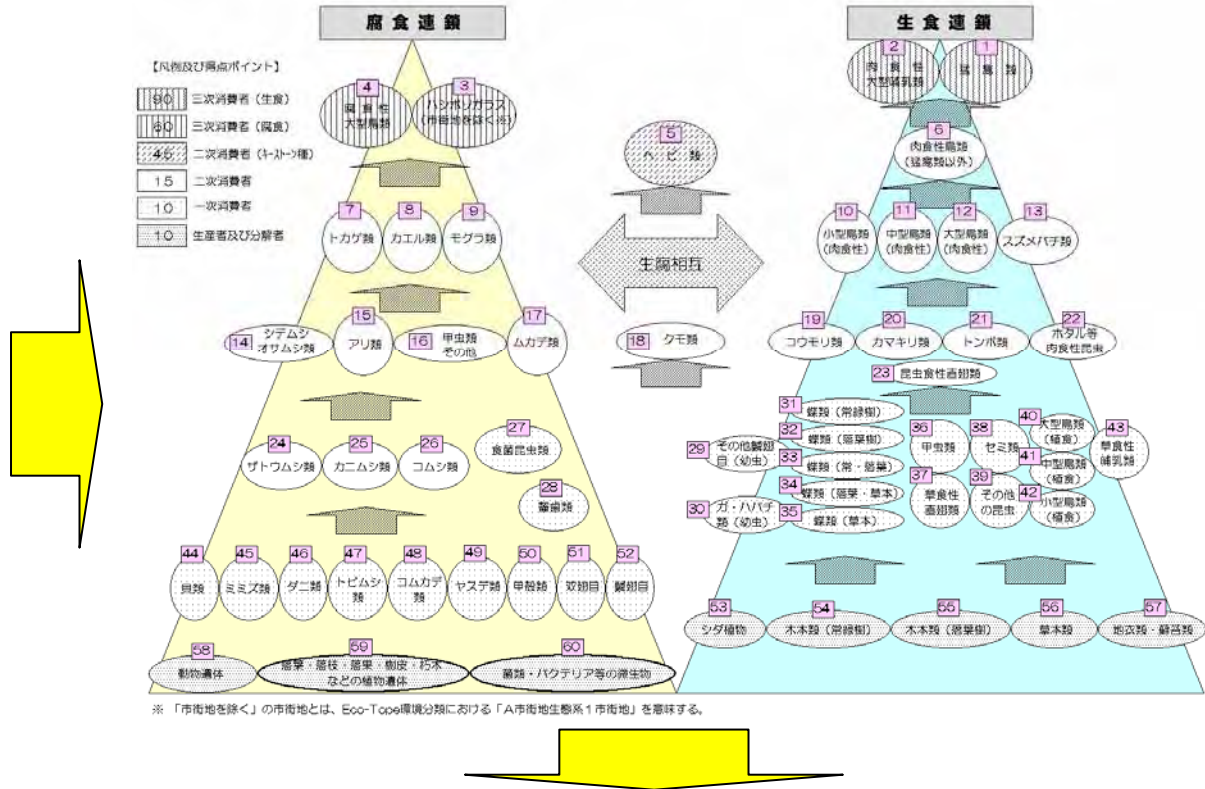 腐食連鎖
生食連鎖
【凡例及び得点ポイント】
90 三次消費者(生食)
60 三次消費者(腐食)
45 二次消費者(キーストーン種)
15 二次消費者
10 一次消費者
10 生産者及び分解者
4 腐食性
大型鳥類
3 ハシボソガラス
(市街地を除く※)
2 肉食性
大型哺乳類
1 猛禽類
5 ヘビ類
6 肉食性鳥類
(猛禽類以外)
7 トカゲ類
8 カエル類
9 モグラ類
生腐相互
10 小型鳥類
(肉食性)
11 中型鳥類
(肉食性)
12 大型鳥類
(肉食性)
13 スズメバチ類
14 シデムシ
オサムシ類
15 アリ類
16 甲虫類
その他
17 ムカデ類
18 クモ類
19 コウモリ類
20 カマキリ類
21 トンボ類
22 ホタル等
肉食性昆虫
23 昆虫食性直翅類
24 ザトウムシ類
25 カニムシ類
26 コムシ類
27 食菌昆虫類
28 齧歯類
29 その他鱗翅
目(幼虫)
30 ガ・ハバチ
類(幼虫)
31 蝶類(常緑樹)
32 蝶類(落葉樹)
33 蝶類(常・落葉)
34 蝶類(落葉・草本)
35 蝶類(草本)
36 甲虫類
37 草食性
直翅類
38 セミ類
39 その他
の昆虫
40 大型鳥類
(植食)
41 中型鳥類
(植食)
42 小型鳥類
(植食)
43 草食性
哺乳類
44 貝類
45 ミミズ類
46 ダニ類
47 トビムシ
類
48 コムカデ
類
49 ヤスデ類
50 甲殻類
51 双翅目
52 鱗翅目
53 シダ植物
54 木本類(常緑樹)
55 木本類(落葉樹)
56 草本類
57 地衣類・蘚苔類
58 動物遺体
59 落葉・落枝・落果・樹皮・朽木
などの植物遺体
60 菌類・バクテリア等の微生物
※ 「市街地を除く」の市街地とは、Eco-Tope環境分類における「A市街地生態系1市街地」を意味する。